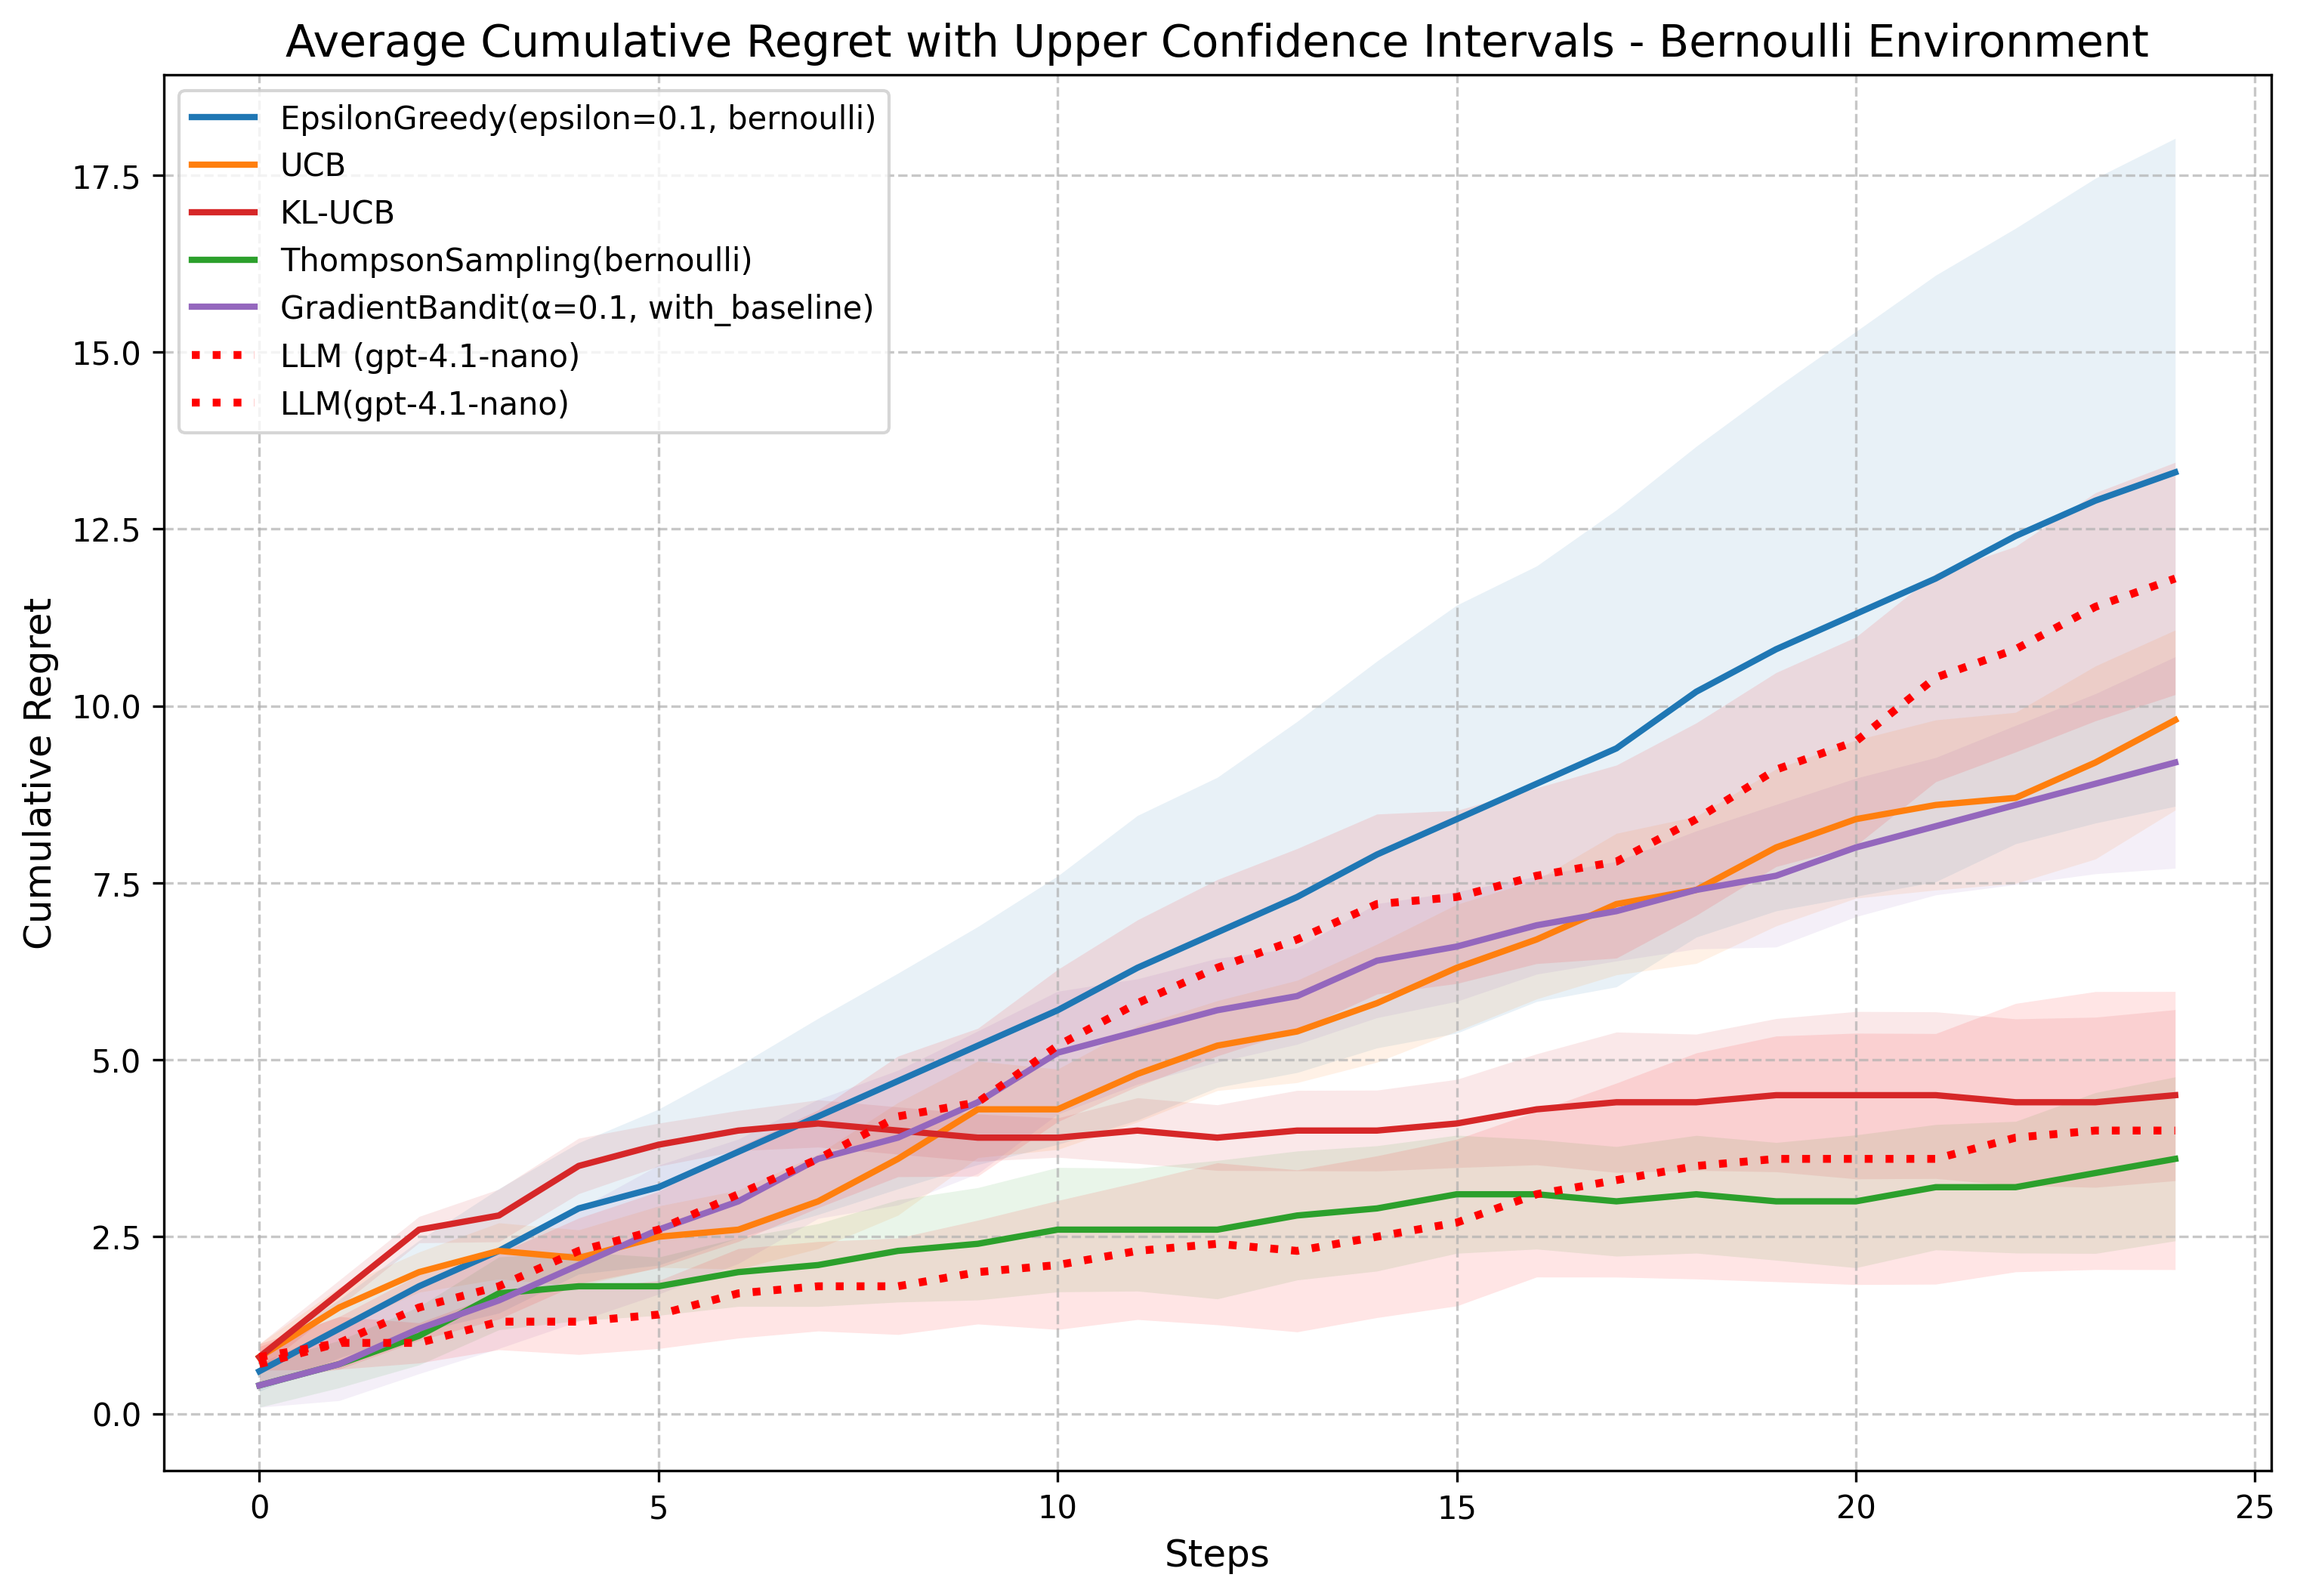 Average Cumulative Regret with Upper Confidence Intervals - Bernoulli Environment
EpsilonGreedy(epsilon=0.1, bernoulli)
UCB
KL-UCB
ThompsonSampling(bernoulli)
GradientBandit(α=0.1, with_baseline)
LLM (gpt-4.1-nano)
LLM(gpt-4.1-nano)
Cumulative Regret
17.5
15.0
12.5
10.0
7.5
5.0
2.5
0.0
0 5 10 15 20 25
Steps